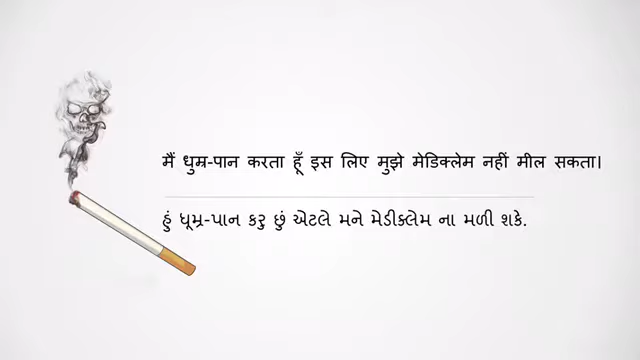 मैं धुम्र-पान करता हूँ इस लिए मुझे मेडिक्लेम नहीं मील सकता।
હું ધૂમ્ર-પાન કરુ છું એટલે મને મેડીક્લેમ ના મળી શકે.